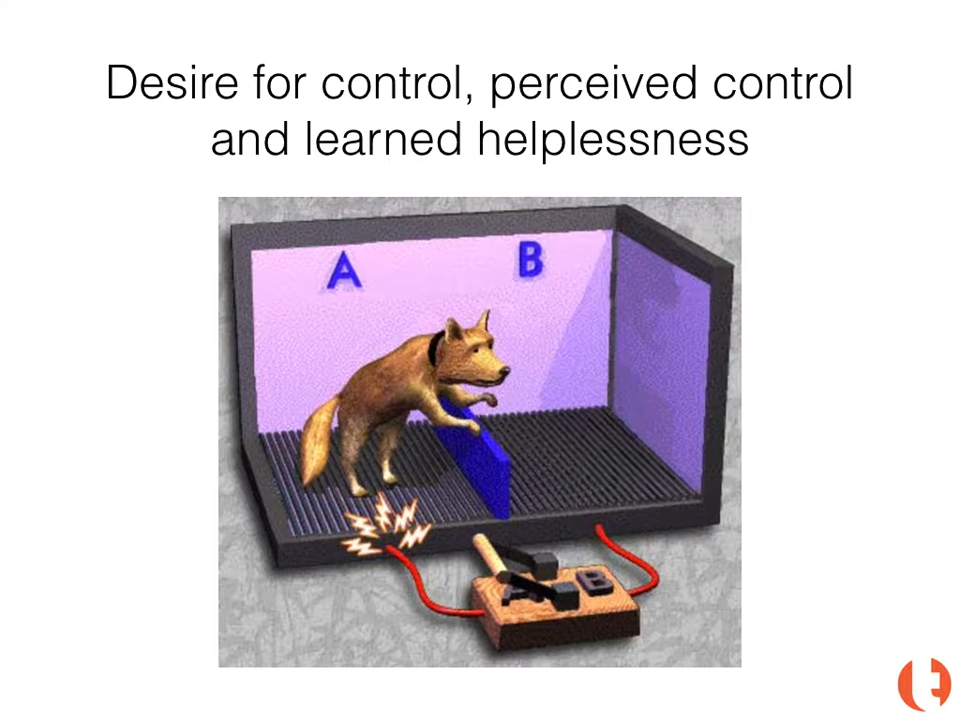 Desire for control, perceived control
and learned helplessness
A
B
A
B